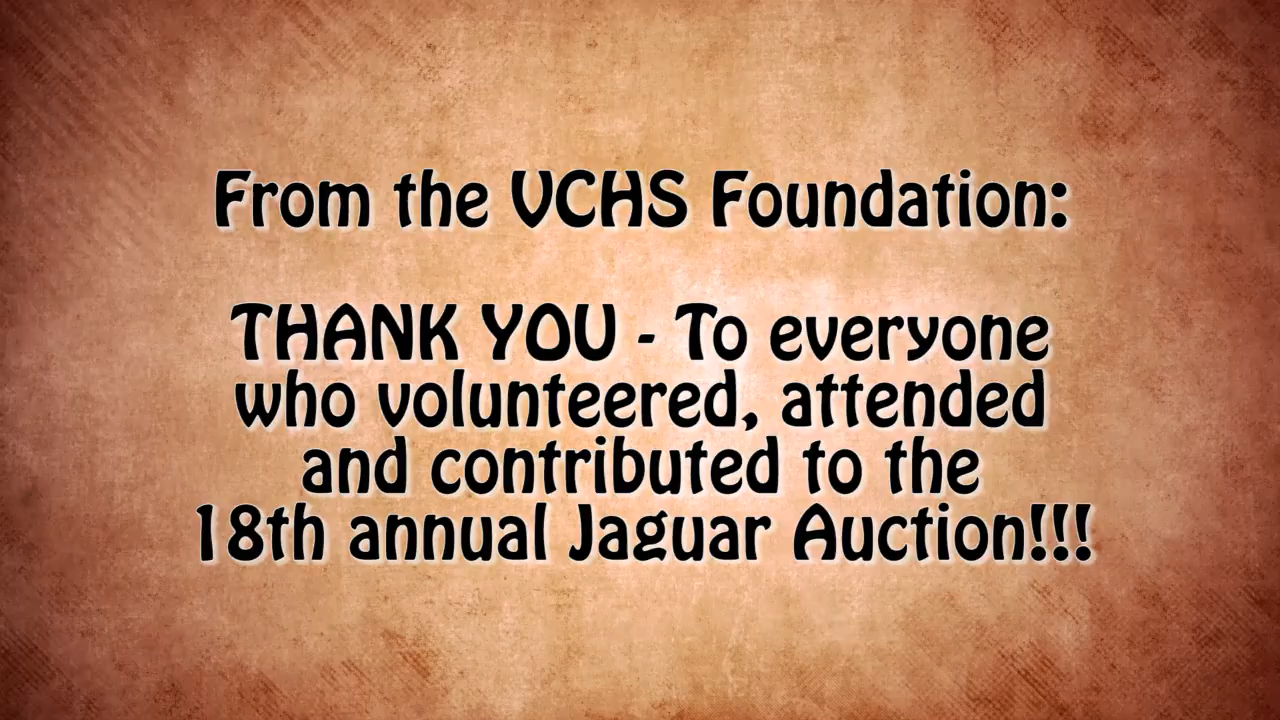 From the VCHS Foundation:
THANK YOU - To everyone
who volunteered, attended
and contributed to the
18th annual Jaguar Auction!!!